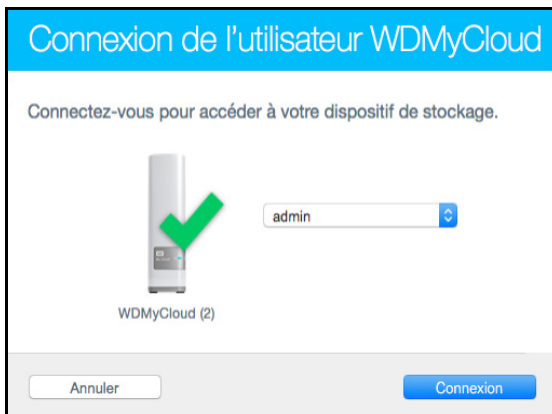 Connexion de l'utilisateur WDMyCloud
Connectez-vous pour accéder à votre dispositif de stockage.
admin
WDMyCloud (2)
Annuler
Connexion